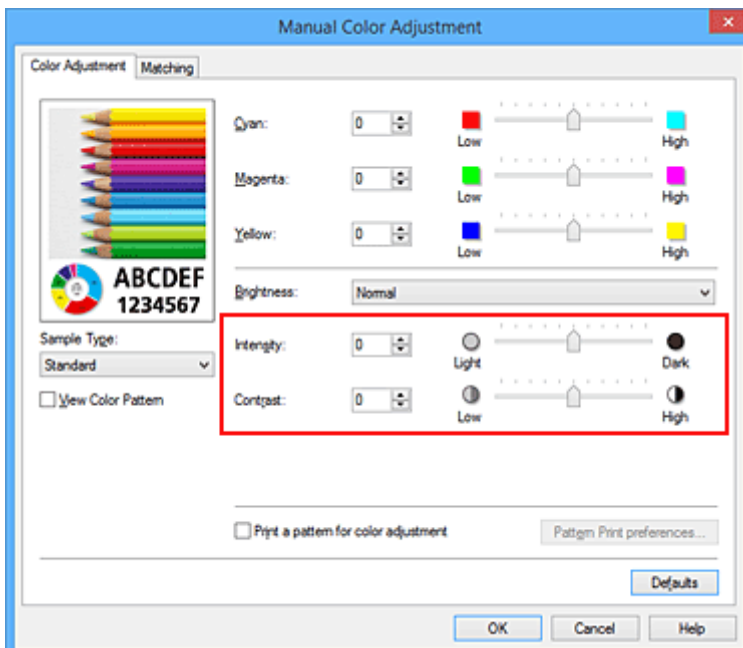 Manual Color Adjustment
Color Adjustment
Matching
Cyan: 0
Low High
Magenta: 0
Low High
Yellow: 0
Low High
ABCDEF
1234567
Brightness: Normal
Sample Type:
Standard
View Color Pattern
Intensity: 0
Light Dark
Contrast: 0
Low High
Print a pattern for color adjustment
Pattern Print preferences...
Defaults
OK Cancel Help